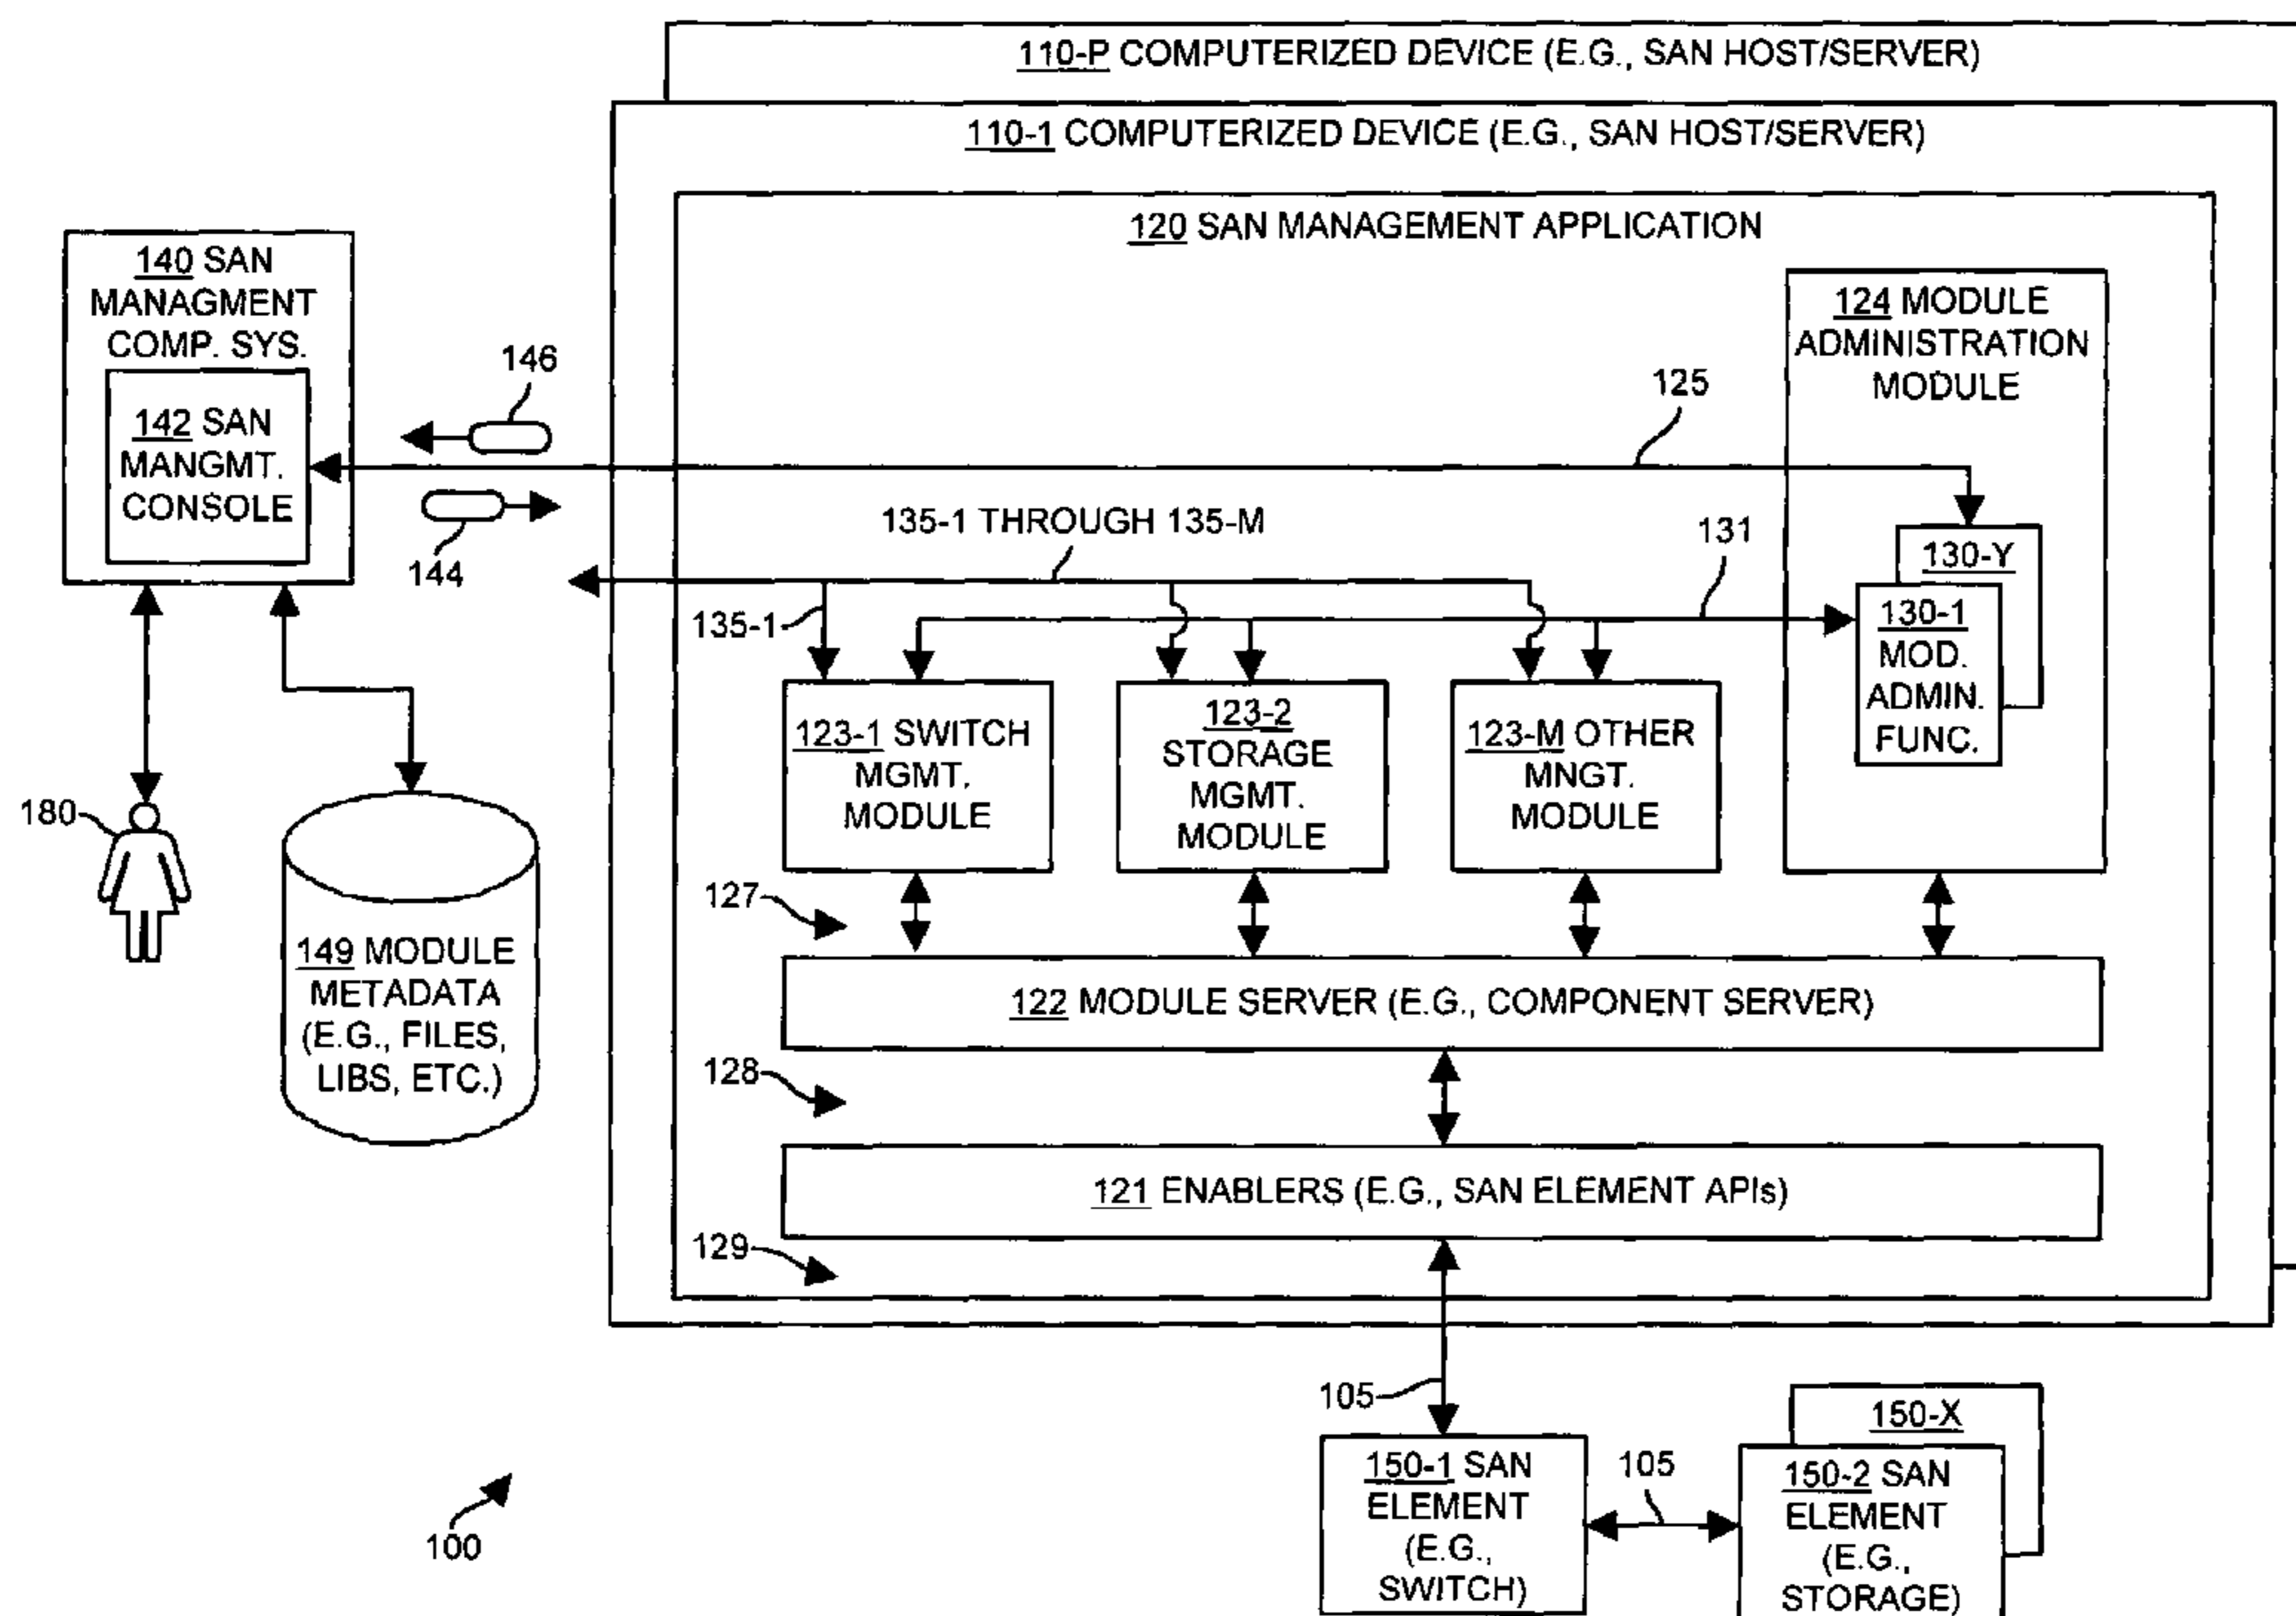 110-P COMPUTERIZED DEVICE (E.G., SAN HOST/SERVER)
110-1 COMPUTERIZED DEVICE (E.G., SAN HOST/SERVER)
120 SAN MANAGEMENT APPLICATION
140 SAN
MANAGMENT
COMP. SYS.
142 SAN
MANGMT.
CONSOLE
146
144
124 MODULE
ADMINISTRATION
MODULE
125
135-1 THROUGH 135-M
131
135-1
130-Y
130-1
MOD.
ADMIN.
FUNC.
123-1 SWITCH
MGMT.
MODULE
123-2
STORAGE
MGMT.
MODULE
123-M OTHER
MNGT.
MODULE
180
149 MODULE
METADATA
(E.G., FILES,
LIBS, ETC.)
127
122 MODULE SERVER (E.G., COMPONENT SERVER)
128
121 ENABLERS (E.G., SAN ELEMENT APIs)
129
105
150-1 SAN
ELEMENT
(E.G.,
SWITCH)
105
150-X
150-2 SAN
ELEMENT
(E.G.,
STORAGE)
100